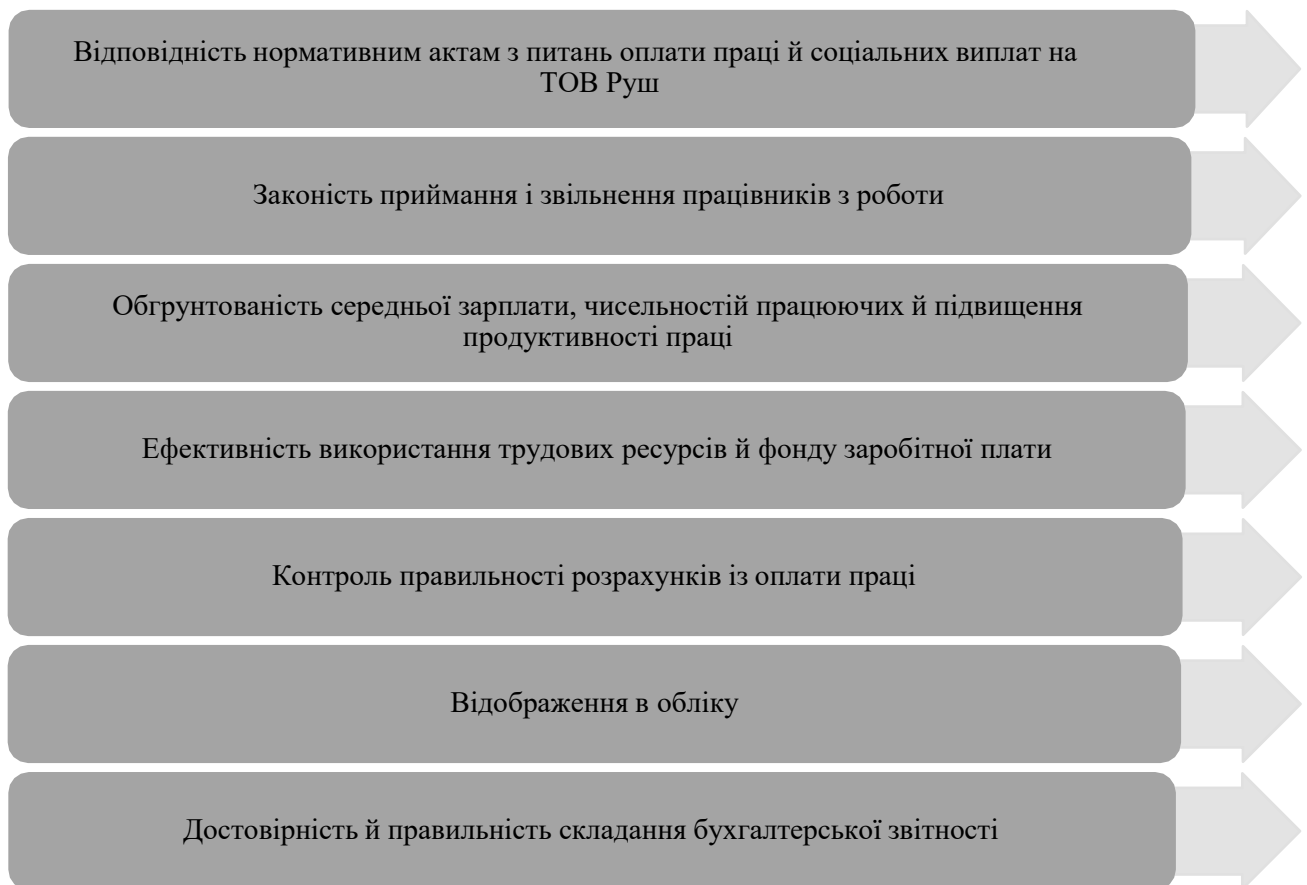 Відповідність нормативним актам з питань оплати праці й соціальних виплат на
ТОВ Руш
Законість приймання і звільнення працівників з роботи
Обгрунтованість середньої зарплати, чисельностій працюючих й підвищення
продуктивності праці
Ефективність використання трудових ресурсів й фонду заробітної плати
Контроль правильності розрахунків із оплати праці
Відображення в обліку
Достовірність й правильність складання бухгалтерської звітності